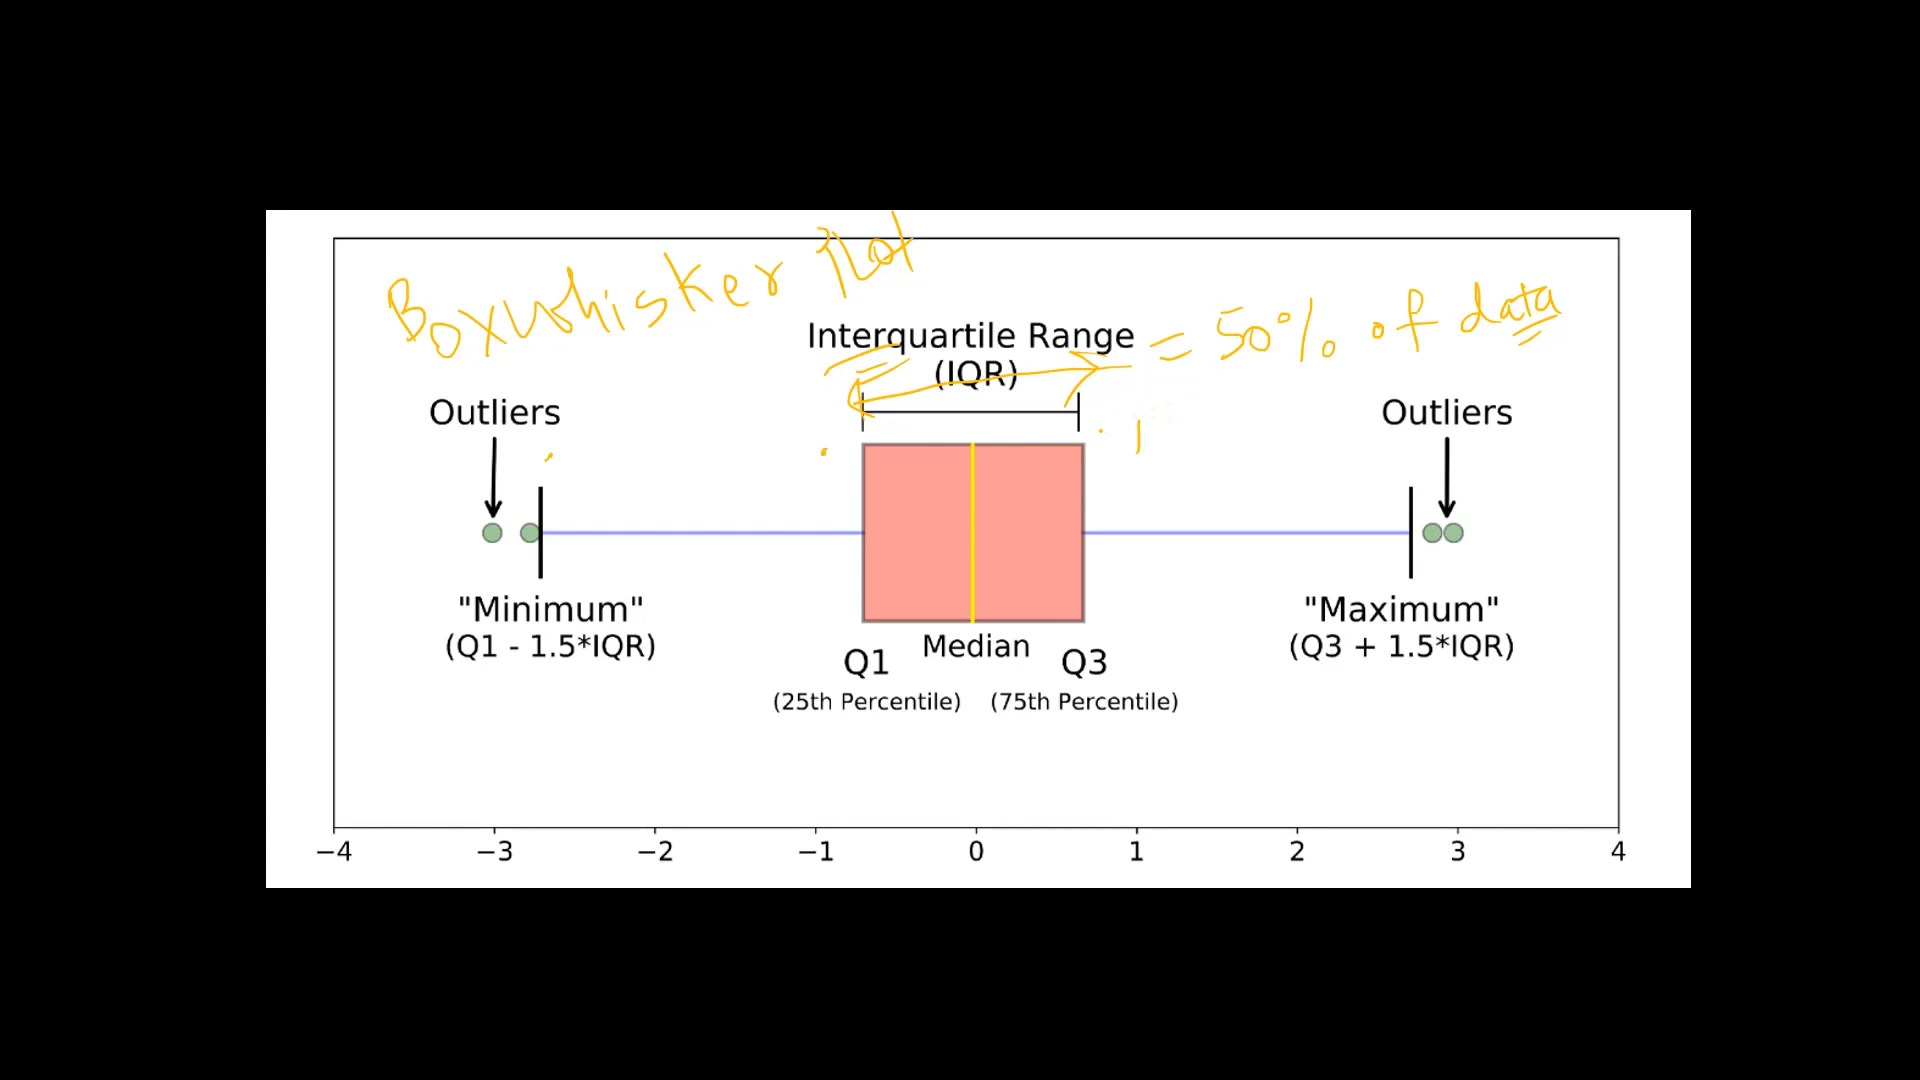 Boxwhisker Plot
Interquartile Range
(IQR)
= 50% of data
Outliers
Outliers
"Minimum"
(Q1 - 1.5*IQR)
"Maximum"
(Q3 + 1.5*IQR)
Median
Q1
Q3
(25th Percentile)
(75th Percentile)
−4 −3 −2 −1 0 1 2 3 4